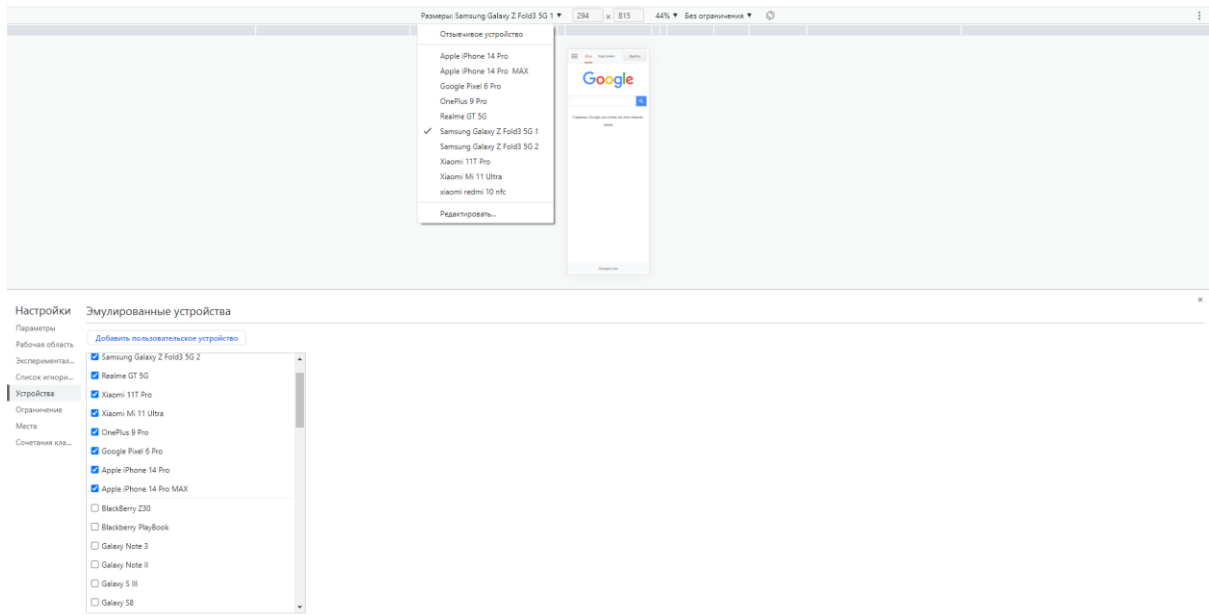 Размеры: Samsung Galaxy Z Fold3 5G 1 ▼ 294 × 815 44% ▼ Без ограничения ▼
Отзывчивое устройство
Apple iPhone 14 Pro
Apple iPhone 14 Pro MAX
Google Pixel 6 Pro
OnePlus 9 Pro
Realme GT 5G
Samsung Galaxy Z Fold3 5G 1
Samsung Galaxy Z Fold3 5G 2
Xiaomi 11T Pro
Xiaomi Mi 11 Ultra
xiaomi redmi 10 nfc
Редактировать...
Google
Настройки
Параметры
Рабочая область
Экспериментал...
Список игнори...
Устройства
Ограничение
Места
Сочетания кла...
Эмулированные устройства
Добавить пользовательское устройство
Samsung Galaxy Z Fold3 5G 2
Realme GT 5G
Xiaomi 11T Pro
Xiaomi Mi 11 Ultra
OnePlus 9 Pro
Google Pixel 6 Pro
Apple iPhone 14 Pro
Apple iPhone 14 Pro MAX
BlackBerry Z30
Blackberry PlayBook
Galaxy Note 3
Galaxy Note II
Galaxy S III
Galaxy S8